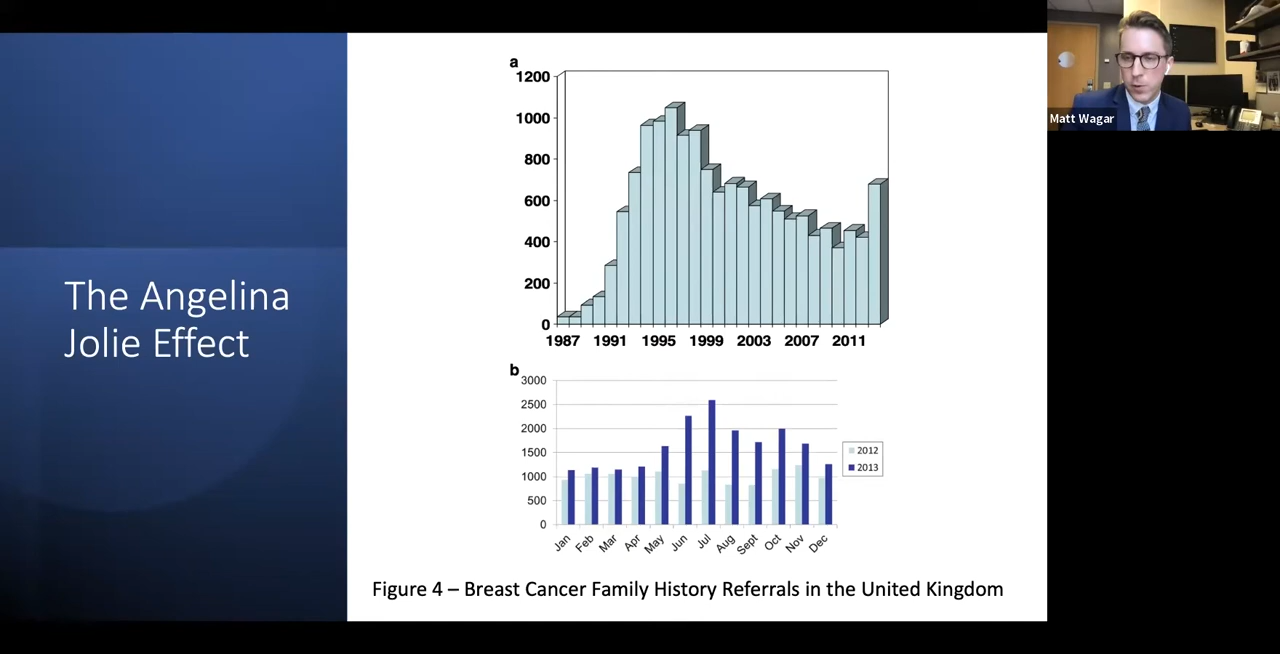 The Angelina
Jolie Effect
a
1200
1000
800
600
400
200
0
1987 1991 1995 1999 2003 2007 2011
b
3000
2500
2000
1500
1000
500
0
Jan Feb Mar Apr May Jun Jul Aug Sept Oct Nov Dec
2012
2013
Figure 4 – Breast Cancer Family History Referrals in the United Kingdom
Matt Wagar